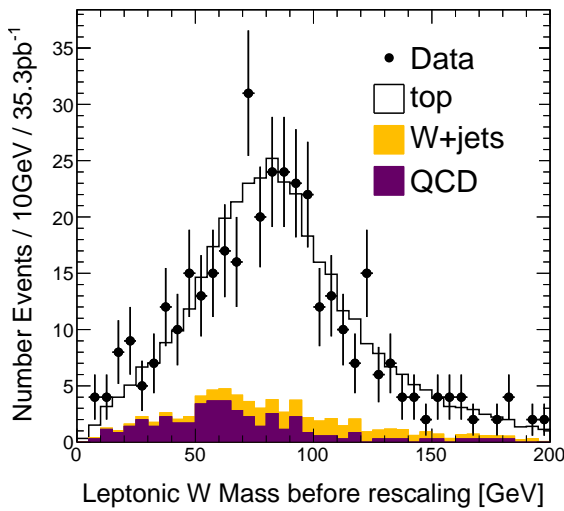 Number Events / 10GeV / 35.3pb⁻¹
35
30
25
20
15
10
5
0
Data
top
W+jets
QCD
0 50 100 150 200
Leptonic W Mass before rescaling [GeV]